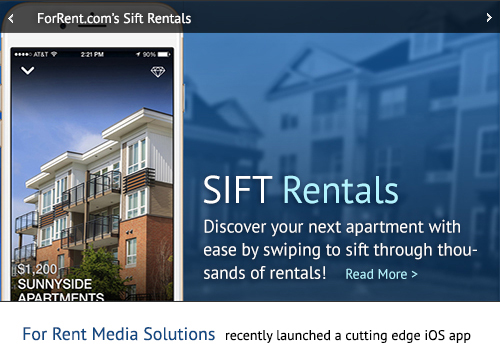 ForRent.com's Sift Rentals
AT&T 2:21 PM 90%
SIFT Rentals
Discover your next apartment with
ease by swiping to sift through thou-
sands of rentals! Read More >
$1,200
SUNNYSIDE
APARTMENTS
For Rent Media Solutions recently launched a cutting edge iOS app